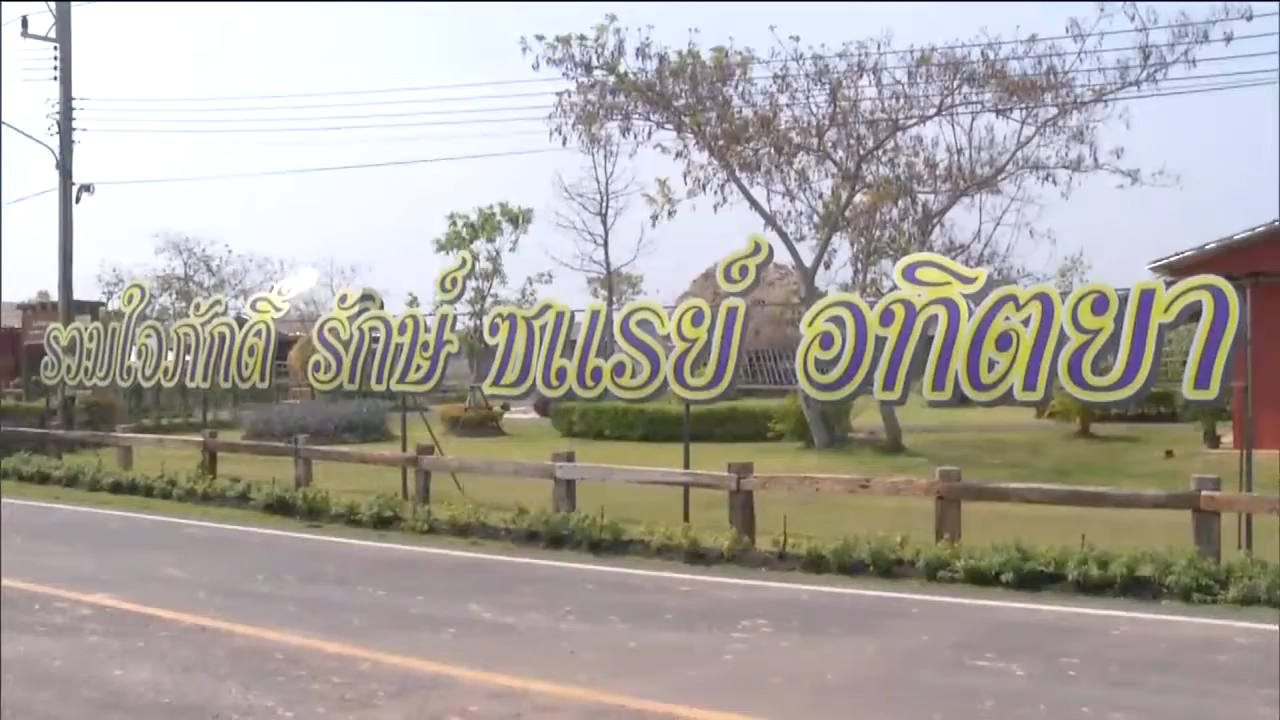 รวมใจภักดิ์ รักษ์ ซแรย์ อทิตยา